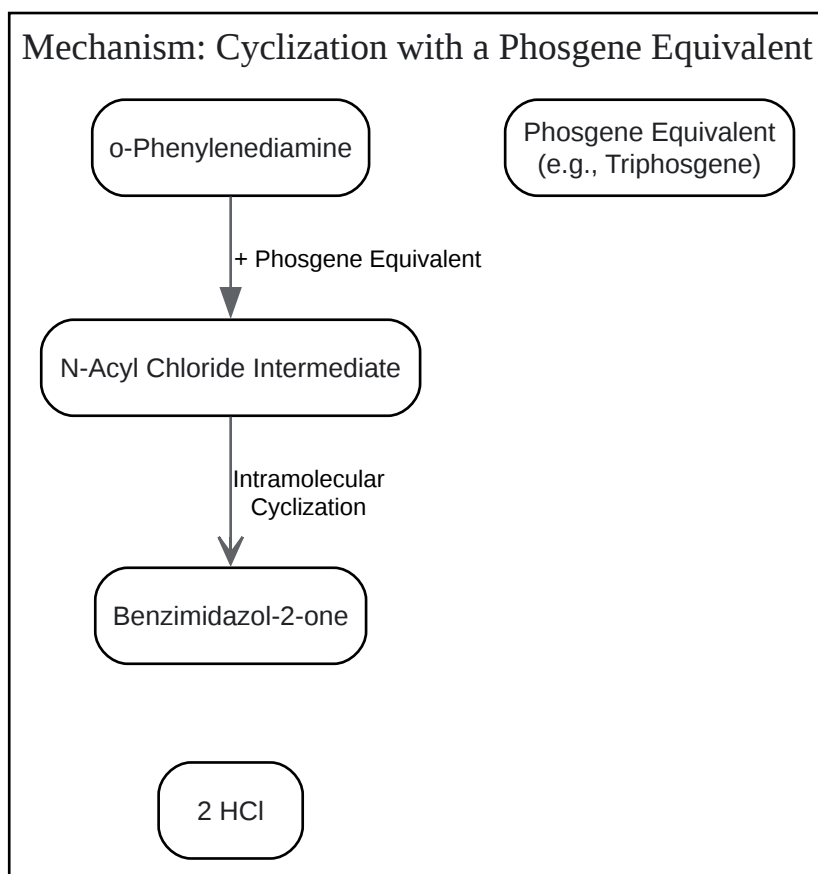 Mechanism: Cyclization with a Phosgene Equivalent
o-Phenylenediamine
Phosgene Equivalent
(e.g., Triphosgene)
+ Phosgene Equivalent
N-Acyl Chloride Intermediate
Intramolecular
Cyclization
Benzimidazol-2-one
2 HCl